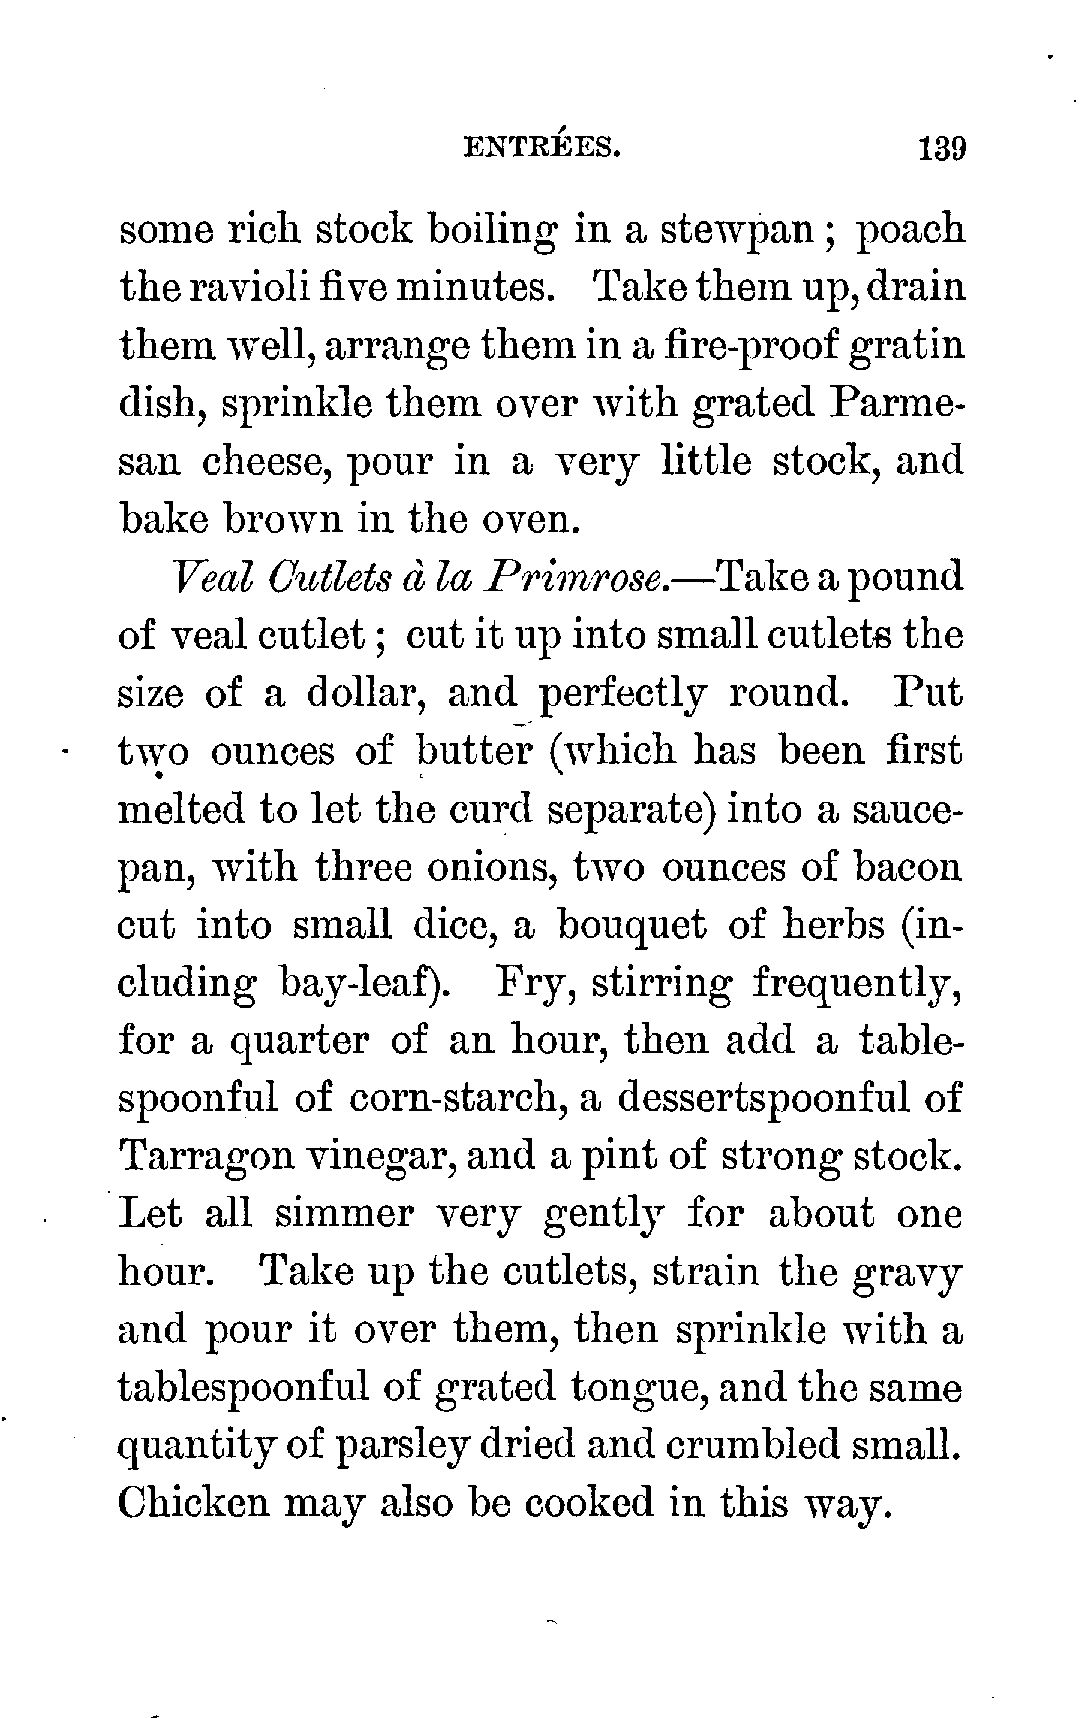 ENTRÉES. 139
some rich stock boiling in a stewpan; poach
the ravioli five minutes. Take them up, drain
them well, arrange them in a fire-proof gratin
dish, sprinkle them over with grated Parme-
san cheese, pour in a very little stock, and
bake brown in the oven.
Veal Cutlets à la Primrose.—Take a pound
of veal cutlet; cut it up into small cutlets the
size of a dollar, and perfectly round. Put
two ounces of butter (which has been first
melted to let the curd separate) into a sauce-
pan, with three onions, two ounces of bacon
cut into small dice, a bouquet of herbs (in-
cluding bay-leaf). Fry, stirring frequently,
for a quarter of an hour, then add a table-
spoonful of corn-starch, a dessertspoonful of
Tarragon vinegar, and a pint of strong stock.
Let all simmer very gently for about one
hour. Take up the cutlets, strain the gravy
and pour it over them, then sprinkle with a
tablespoonful of grated tongue, and the same
quantity of parsley dried and crumbled small.
Chicken may also be cooked in this way.